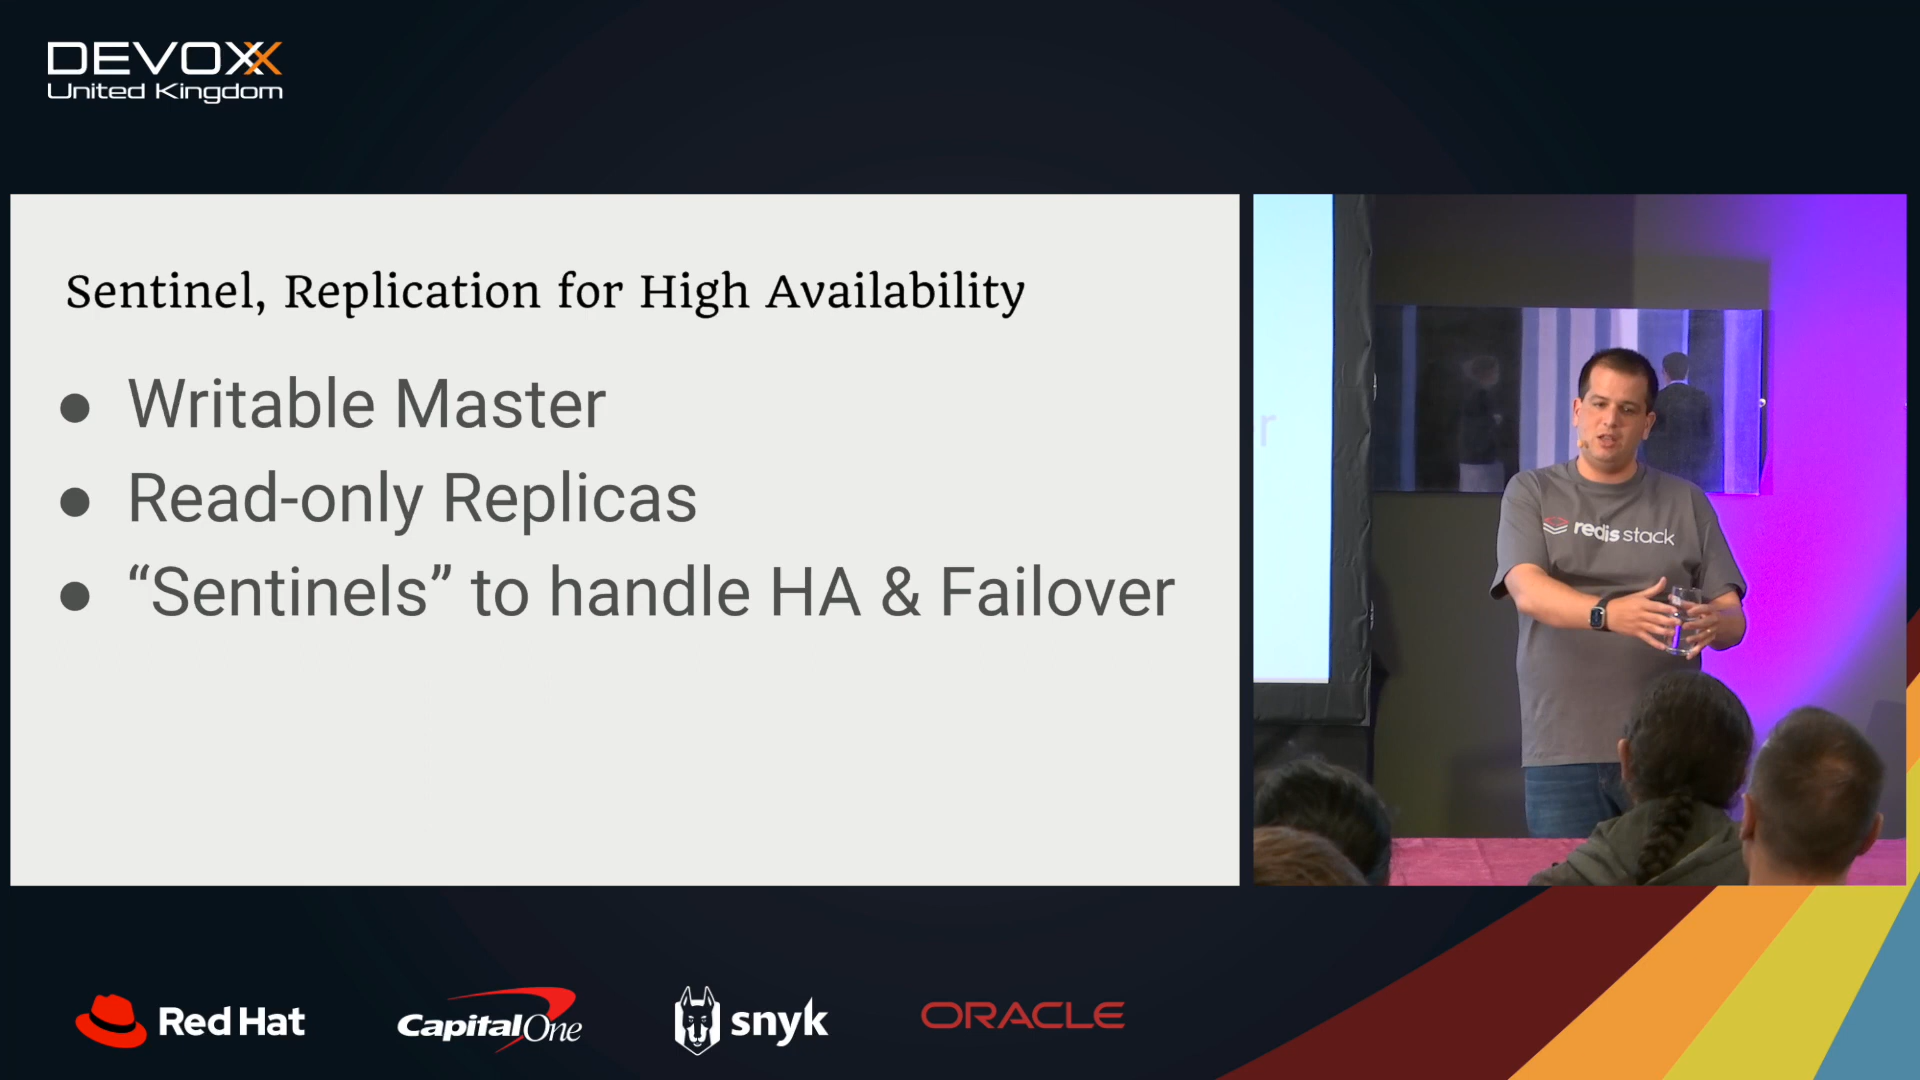 DEVOXX
United Kingdom
Sentinel, Replication for High Availability
● Writable Master
● Read-only Replicas
● “Sentinels” to handle HA & Failover
r
redis stack
Red Hat
Capital One
snyk
ORACLE